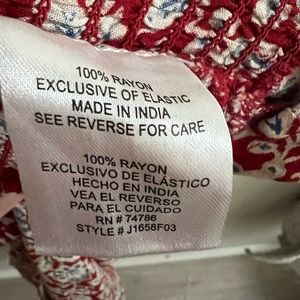 100% RAYON
EXCLUSIVE OF ELASTIC
MADE IN INDIA
SEE REVERSE FOR CARE
100% RAYON
EXCLUSIVO DE ELÁSTICO
HECHO EN INDIA
VEA EL REVERSO
PARA EL CUIDADO
RN # 74786
STYLE # J1658F03